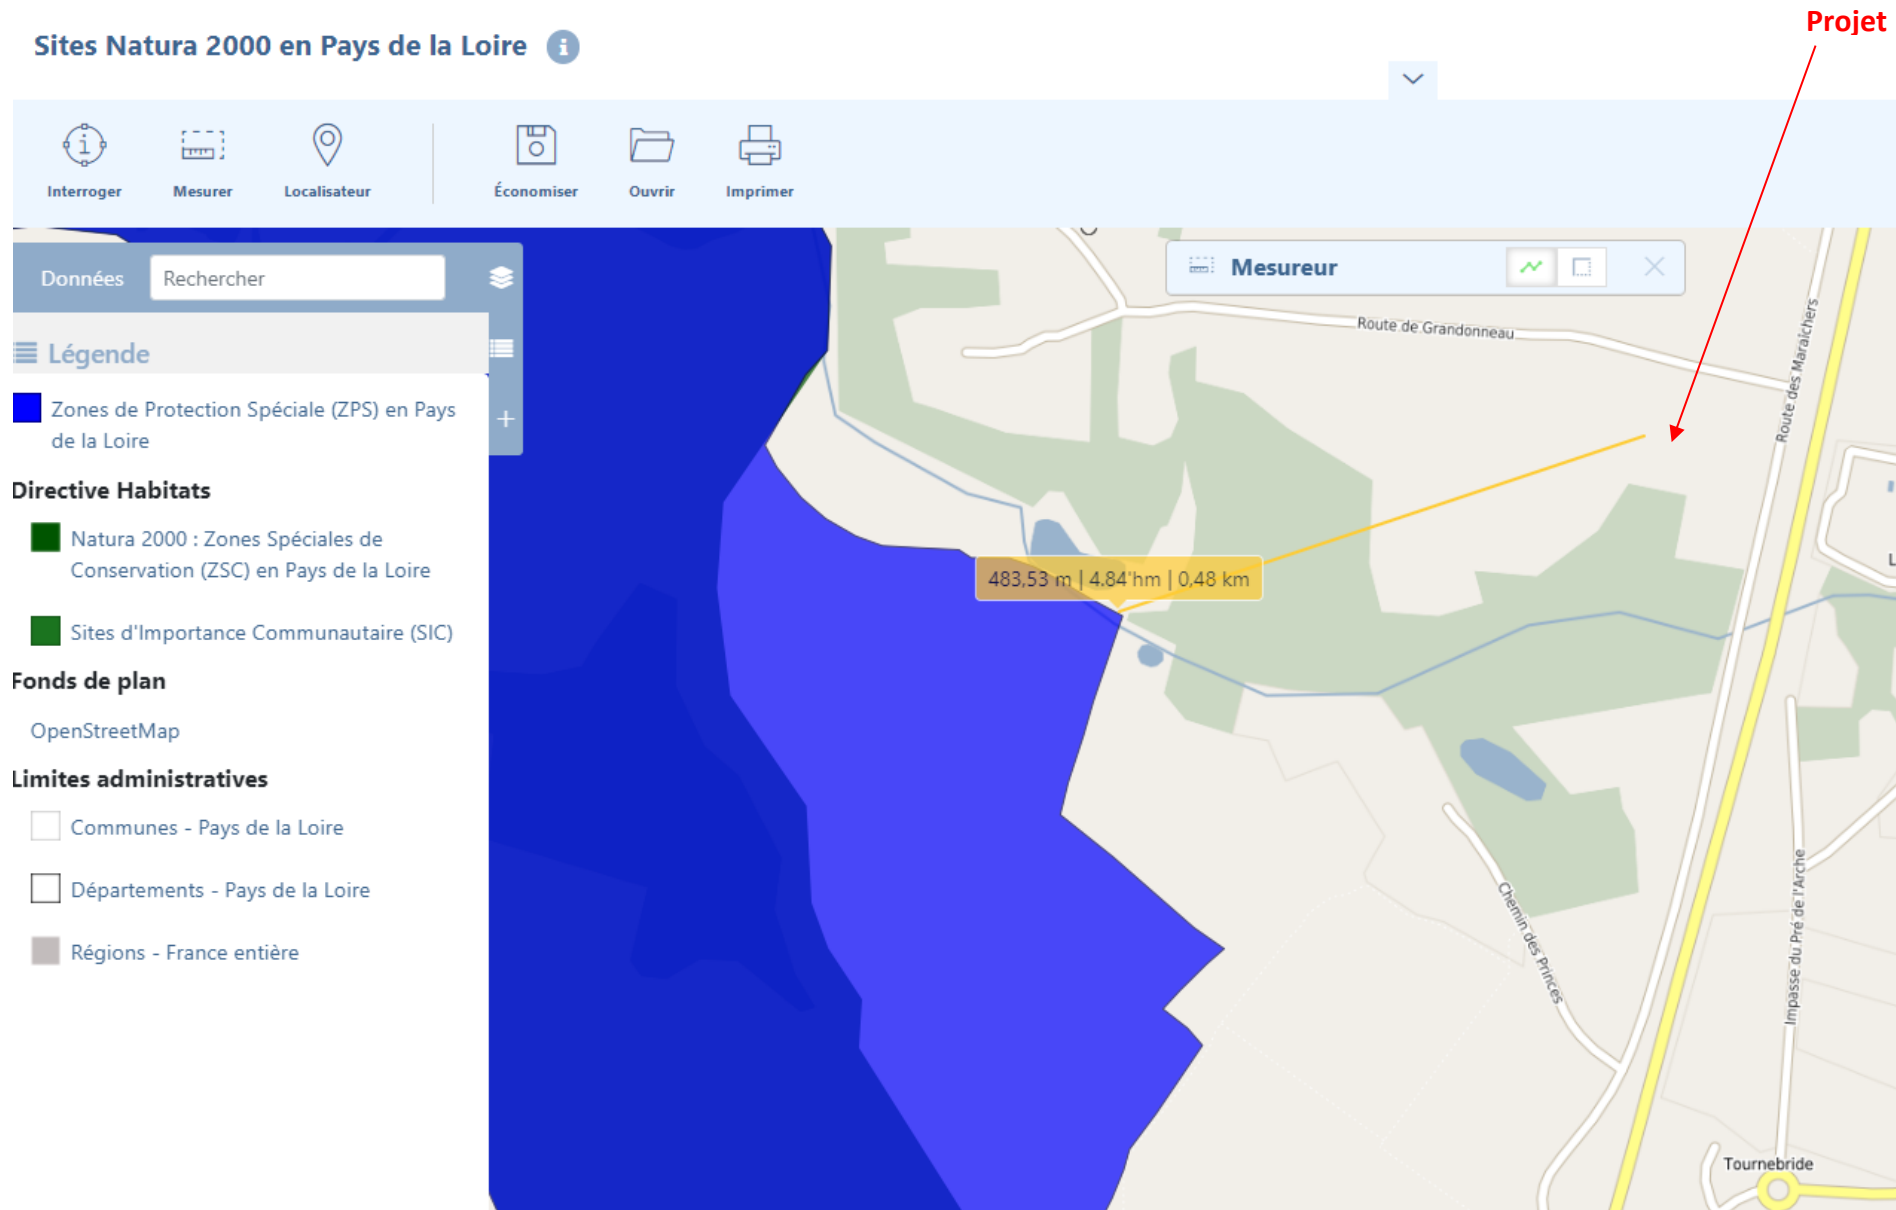 Projet
Sites Natura 2000 en Pays de la Loire
Interroger
Mesurer
Localisateur
Économiser
Ouvrir
Imprimer
Données
Rechercher
Mesureur
Légende
Zones de Protection Spéciale (ZPS) en Pays
de la Loire
Directive Habitats
Natura 2000 : Zones Spéciales de
Conservation (ZSC) en Pays de la Loire
Sites d'Importance Communautaire (SIC)
Fonds de plan
OpenStreetMap
Limites administratives
Communes - Pays de la Loire
Départements - Pays de la Loire
Régions - France entière
Route de Grandonneau
Route des Maraîchers
483,53 m | 4.84'hm | 0,48 km
Chemin des Princes
Impasse du Pré de l'Arche
Tournebride